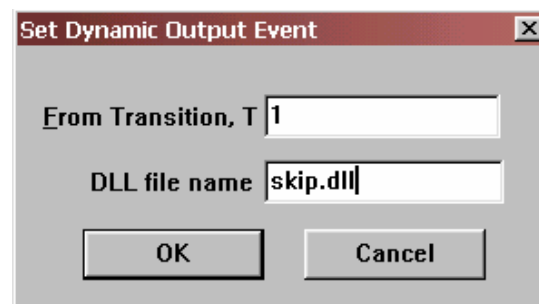 Set Dynamic Output Event
From Transition, T 1
DLL file name skip.dll
OK Cancel